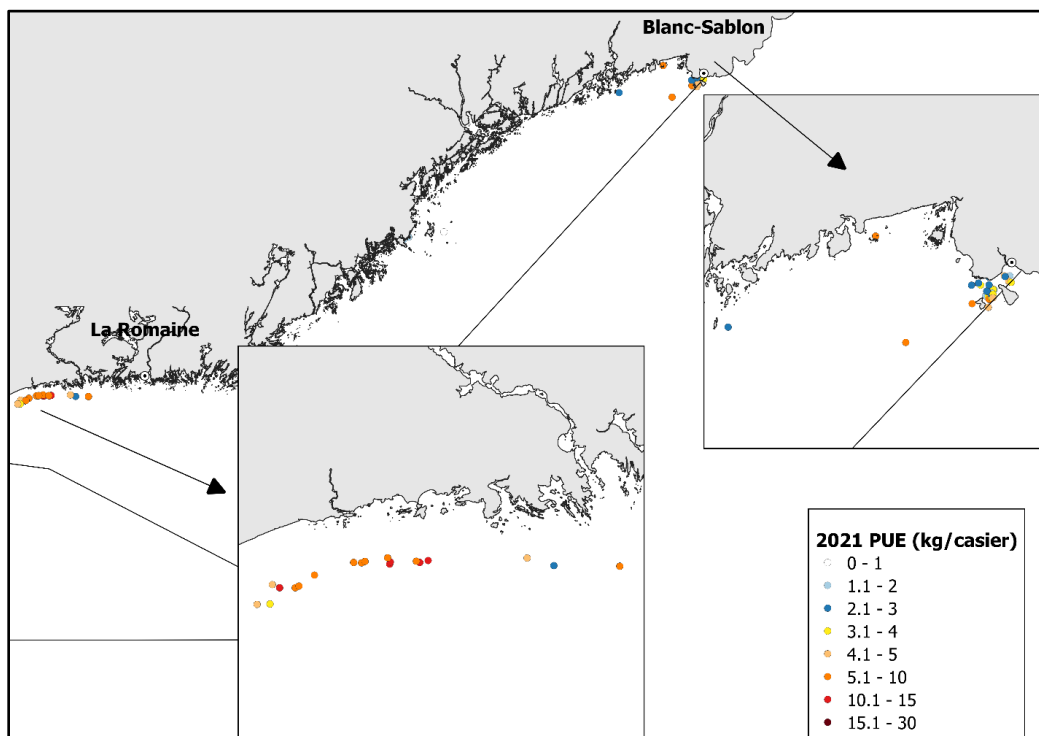 Blanc-Sablon
La Romaine
2021 PUE (kg/casier)
0 - 1
1.1 - 2
2.1 - 3
3.1 - 4
4.1 - 5
5.1 - 10
10.1 - 15
15.1 - 30